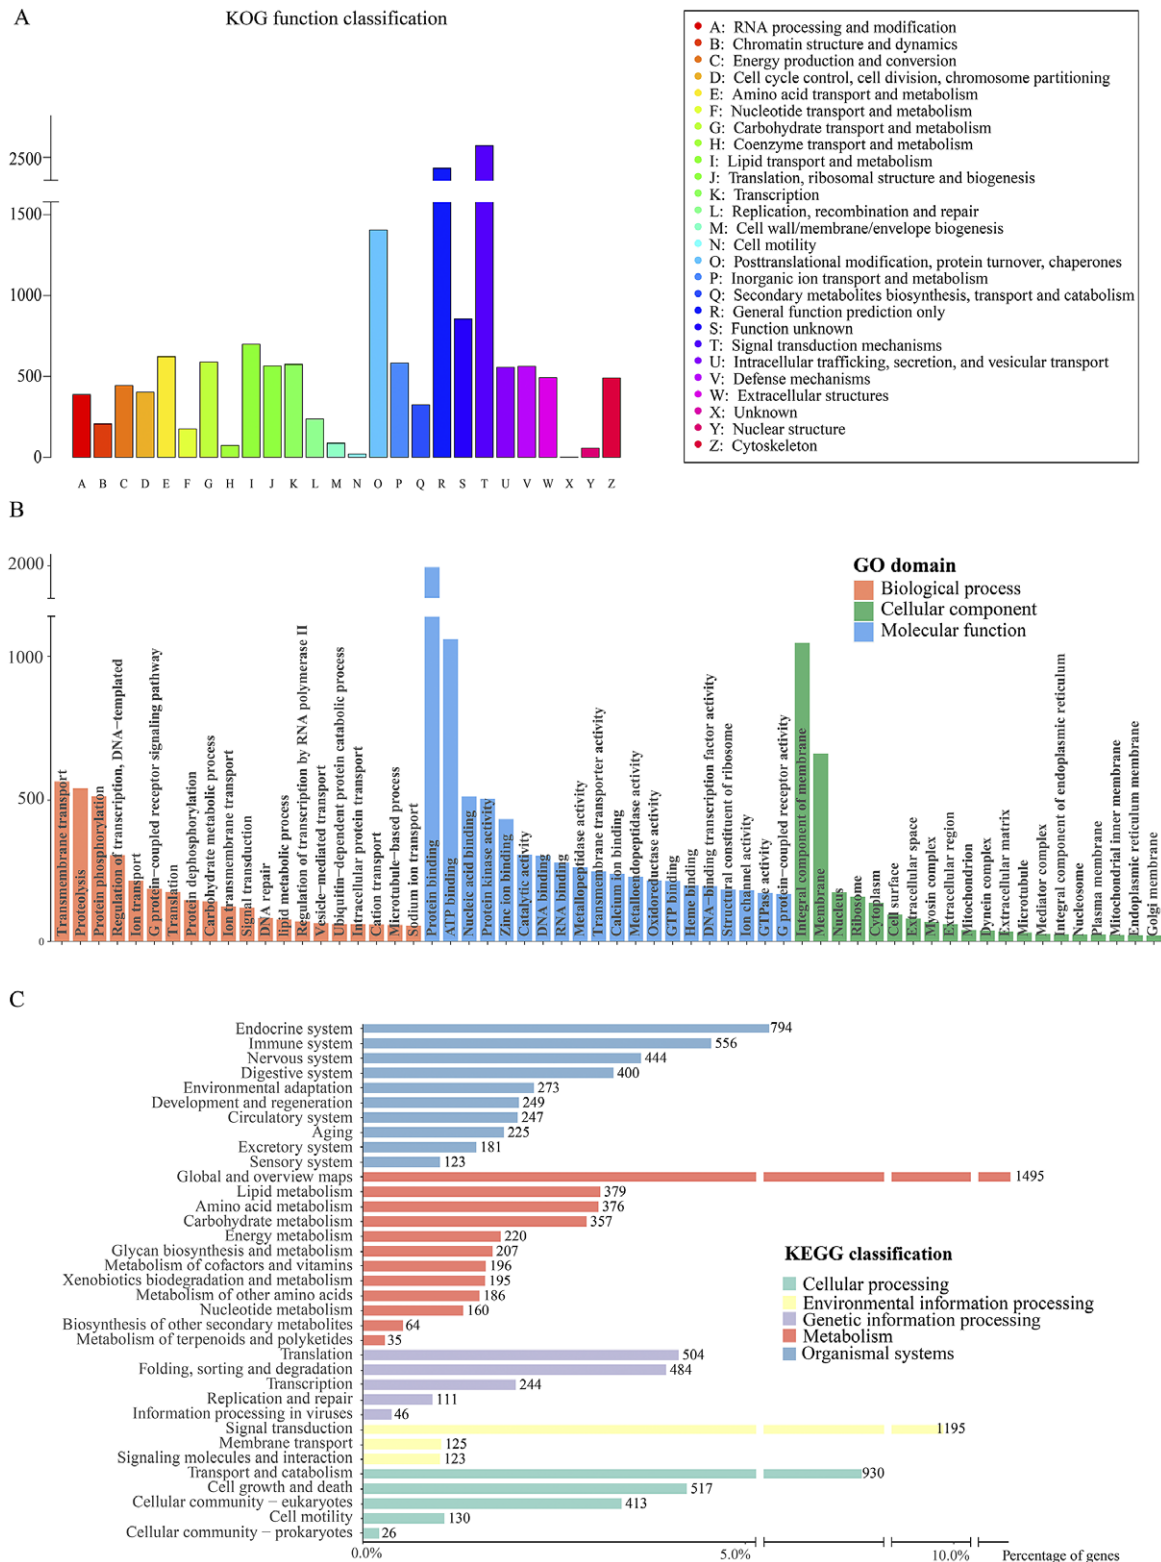 A
KOG function classification
A: RNA processing and modification
B: Chromatin structure and dynamics
C: Energy production and conversion
D: Cell cycle control, cell division, chromosome partitioning
E: Amino acid transport and metabolism
F: Nucleotide transport and metabolism
G: Carbohydrate transport and metabolism
H: Coenzyme transport and metabolism
I: Lipid transport and metabolism
J: Translation, ribosomal structure and biogenesis
K: Transcription
L: Replication, recombination and repair
M: Cell wall/membrane/envelope biogenesis
N: Cell motility
O: Posttranslational modification, protein turnover, chaperones
P: Inorganic ion transport and metabolism
Q: Secondary metabolites biosynthesis, transport and catabolism
R: General function prediction only
S: Function unknown
T: Signal transduction mechanisms
U: Intracellular trafficking, secretion, and vesicular transport
V: Defense mechanisms
W: Extracellular structures
X: Unknown
Y: Nuclear structure
Z: Cytoskeleton
2500
1500
1000
500
0
A B C D E F G H I J K L M N O P Q R S T U V W X Y Z
B
2000
1000
500
0
GO domain
Biological process
Cellular component
Molecular function
Transmembrane transport
Proteolysis
Protein phosphorylation
Regulation of transcription, DNA−templated
Ion transport
G protein−coupled receptor signaling pathway
Translation
Protein dephosphorylation
Carbohydrate metabolic process
Ion transmembrane transport
Signal transduction
DNA repair
lipid metabolic process
Regulation of transcription by RNA polymerase II
Vesicle−mediated transport
Ubiquitin−dependent protein catabolic process
Intracellular protein transport
Cation transport
Microtubule−based process
Sodium ion transport
Protein binding
ATP binding
Nucleic acid binding
Protein kinase activity
Zinc ion binding
Catalytic activity
DNA binding
RNA binding
Metallopeptidase activity
Transmembrane transporter activity
Calcium ion binding
Metalloendopeptidase activity
Oxidoreductase activity
GTP binding
Heme binding
DNA−binding transcription factor activity
Structural constituent of ribosome
Ion channel activity
GTPase activity
G protein−coupled receptor activity
Integral component of membrane
Membrane
Nucleus
Ribosome
Cytoplasm
Cell surface
Extracellular space
Myosin complex
Extracellular region
Mitochondrion
Dynein complex
Extracellular matrix
Microtubule
Mediator complex
Integral component of endoplasmic reticulum
Nucleosome
Plasma membrane
Mitochondrial inner membrane
Endoplasmic reticulum membrane
Golgi membrane
C
Endocrine system 794
Immune system 556
Nervous system 444
Digestive system 400
Environmental adaptation 273
Development and regeneration 249
Circulatory system 247
Aging 225
Excretory system 181
Sensory system 123
Global and overview maps 1495
Lipid metabolism 379
Amino acid metabolism 376
Carbohydrate metabolism 357
Energy metabolism 220
Glycan biosynthesis and metabolism 207
Metabolism of cofactors and vitamins 196
Xenobiotics biodegradation and metabolism 195
Metabolism of other amino acids 186
Nucleotide metabolism 160
Biosynthesis of other secondary metabolites 64
Metabolism of terpenoids and polyketides 35
Translation 504
Folding, sorting and degradation 484
Transcription 244
Replication and repair 111
Information processing in viruses 46
Signal transduction 1195
Membrane transport 125
Signaling molecules and interaction 123
Transport and catabolism 930
Cell growth and death 517
Cellular community − eukaryotes 413
Cell motility 130
Cellular community − prokaryotes 26
KEGG classification
Cellular processing
Environmental information processing
Genetic information processing
Metabolism
Organismal systems
0.0% 5.0% 10.0% Percentage of genes